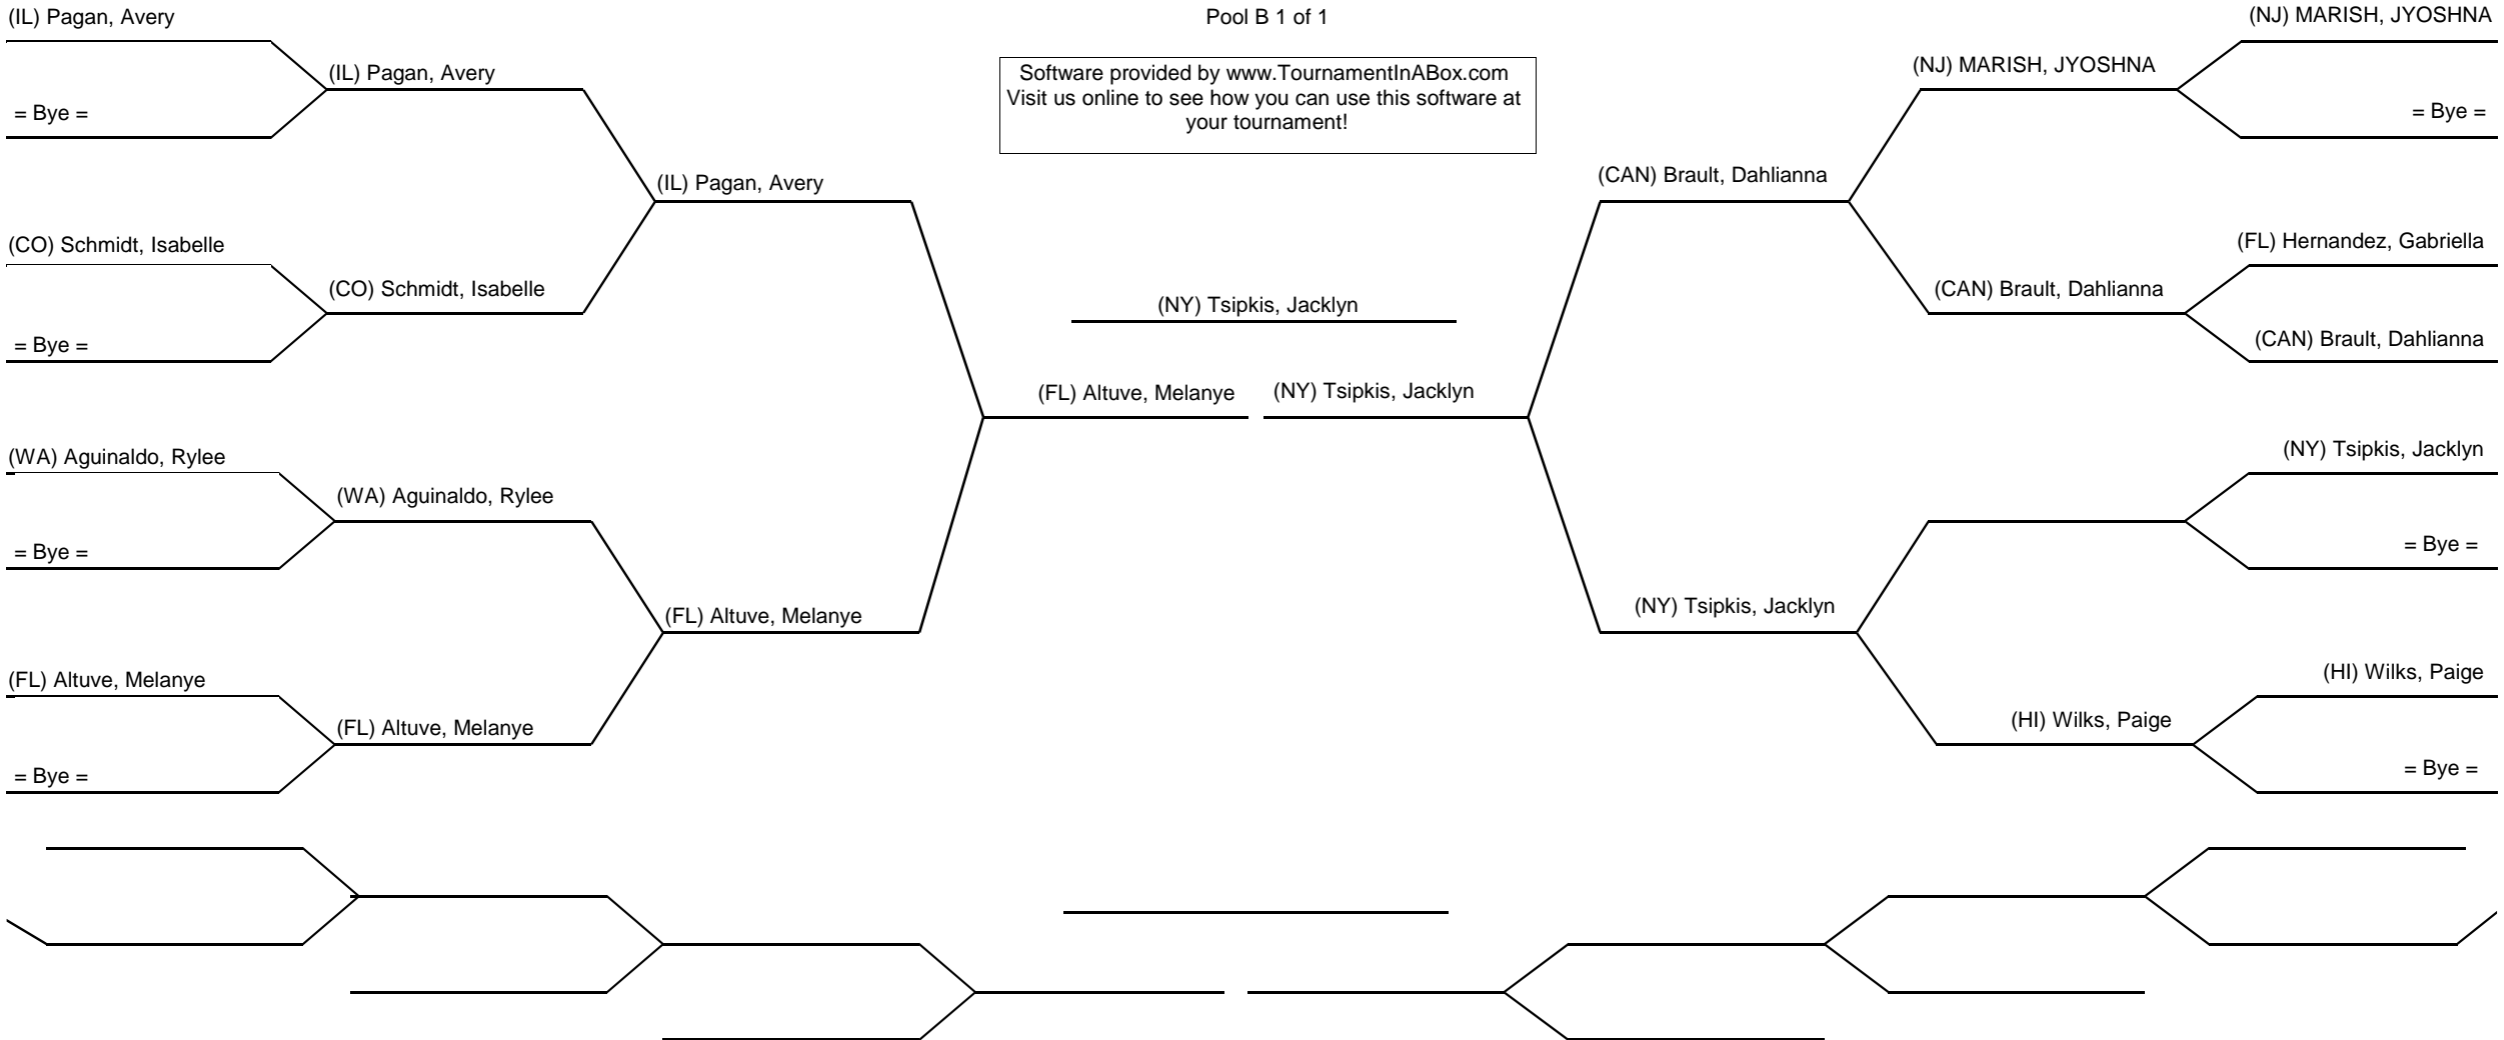 (IL) Pagan, Avery
Pool B 1 of 1
(NJ) MARISH, JYOSHNA
(IL) Pagan, Avery
Software provided by www.TournamentInABox.com
Visit us online to see how you can use this software at
your tournament!
(NJ) MARISH, JYOSHNA
= Bye =
= Bye =
(IL) Pagan, Avery
(CAN) Brault, Dahlianna
(CO) Schmidt, Isabelle
(FL) Hernandez, Gabriella
(CO) Schmidt, Isabelle
(NY) Tsipkis, Jacklyn
(CAN) Brault, Dahlianna
= Bye =
(CAN) Brault, Dahlianna
(FL) Altuve, Melanye
(NY) Tsipkis, Jacklyn
(WA) Aguinaldo, Rylee
(NY) Tsipkis, Jacklyn
(WA) Aguinaldo, Rylee
= Bye =
= Bye =
(FL) Altuve, Melanye
(NY) Tsipkis, Jacklyn
(FL) Altuve, Melanye
(HI) Wilks, Paige
(FL) Altuve, Melanye
(HI) Wilks, Paige
= Bye =
= Bye =